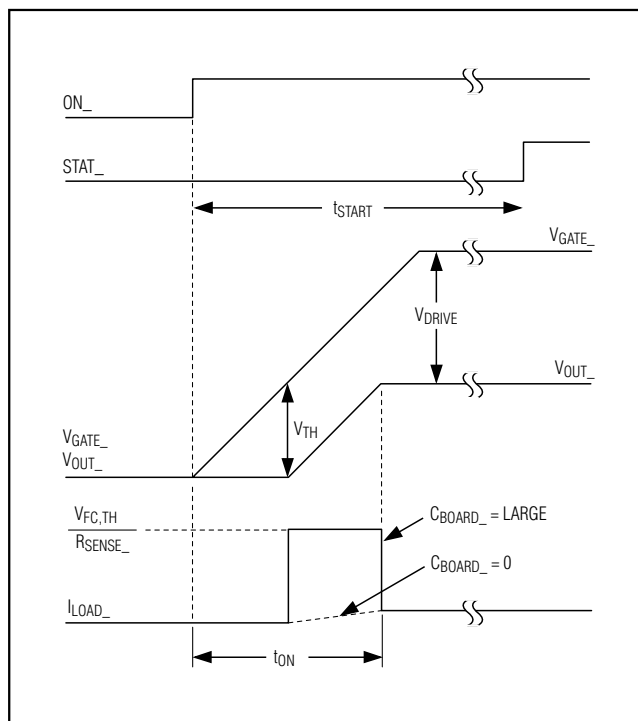 ON_
STAT_
tSTART
VGATE_
VDRIVE
VOUT_
VTH
VGATE_
VOUT_
VFC,TH
RSENSE_
CBOARD_ = LARGE
CBOARD_ = 0
ILOAD_
tON